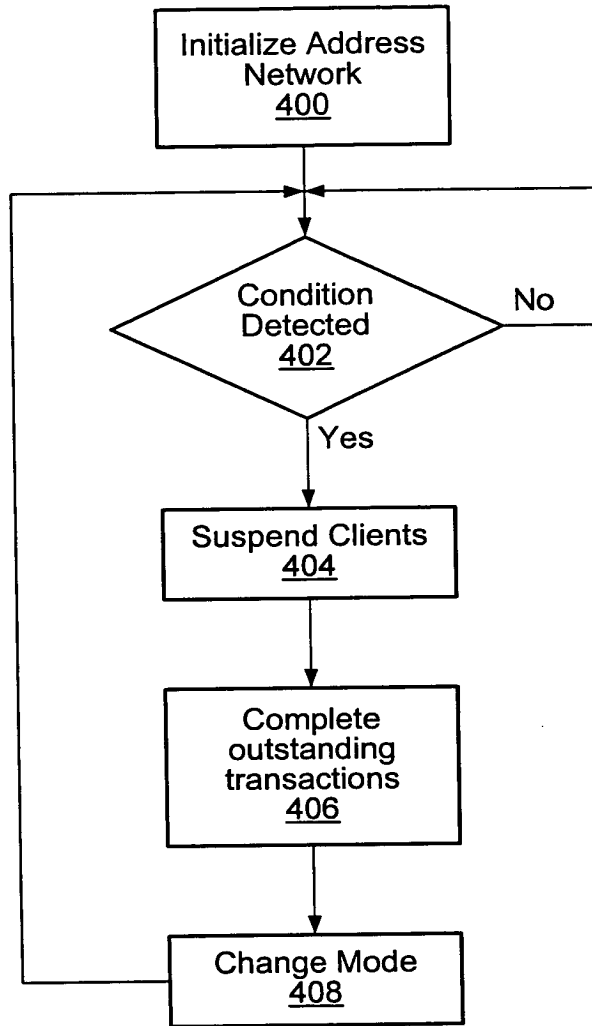 Initialize Address
Network
400
Condition
Detected
402
No
Yes
Suspend Clients
404
Complete
outstanding
transactions
406
Change Mode
408